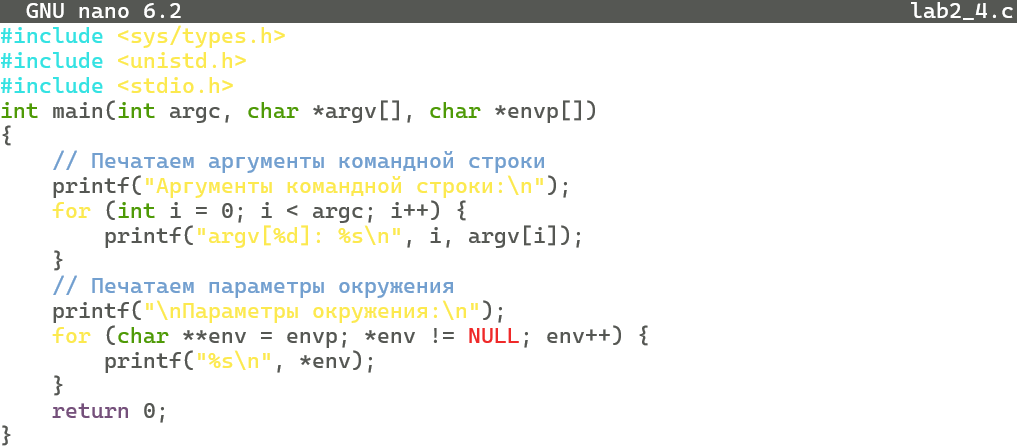 GNU nano 6.2 lab2_4.c
#include <sys/types.h>
#include <unistd.h>
#include <stdio.h>
int main(int argc, char *argv[], char *envp[])
{
    // Печатаем аргументы командной строки
    printf("Аргументы командной строки:\n");
    for (int i = 0; i < argc; i++) {
        printf("argv[%d]: %s\n", i, argv[i]);
    }
    // Печатаем параметры окружения
    printf("\nПараметры окружения:\n");
    for (char **env = envp; *env != NULL; env++) {
        printf("%s\n", *env);
    }
    return 0;
}